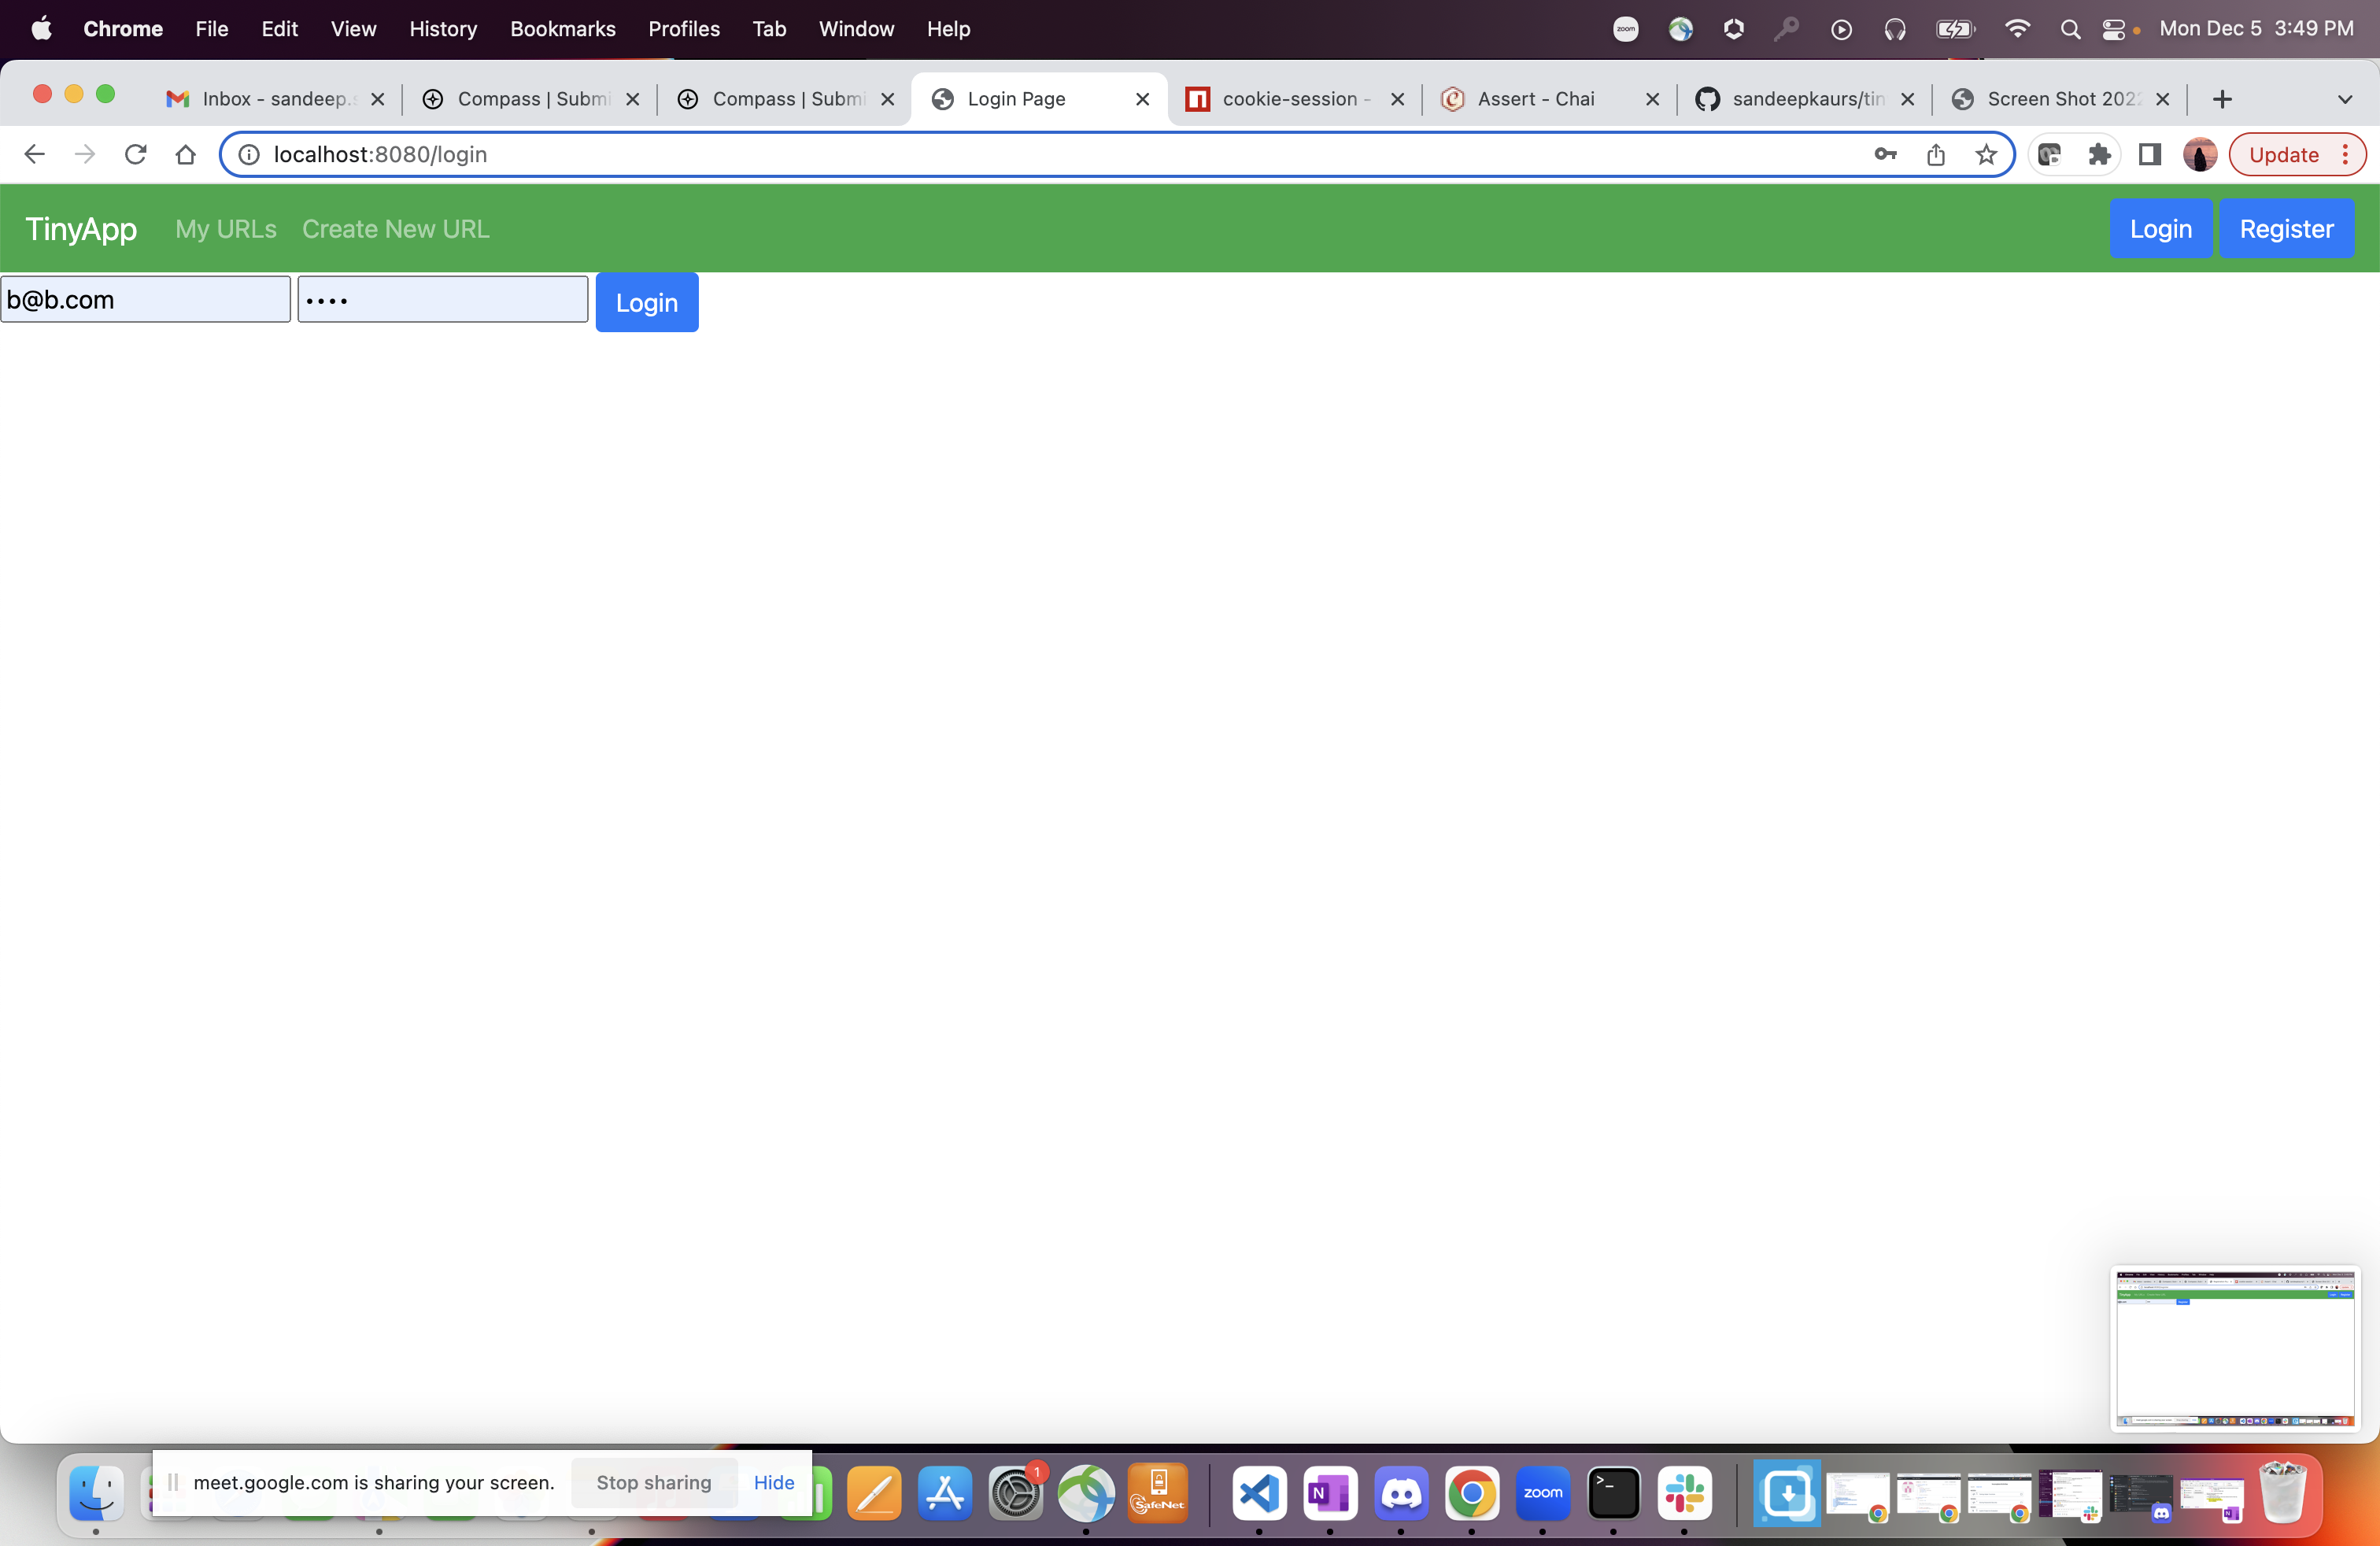 Chrome File Edit View History Bookmarks Profiles Tab Window Help zoom Mon Dec 5 3:49 PM
Inbox - sandeep.s Compass | Submi Compass | Submi Login Page cookie-session - Assert - Chai sandeepkaurs/tin Screen Shot 202
localhost:8080/login Update
TinyApp My URLs Create New URL Login Register
b@b.com •••• Login
meet.google.com is sharing your screen. Stop sharing Hide 1 SafeNet N zoom >_